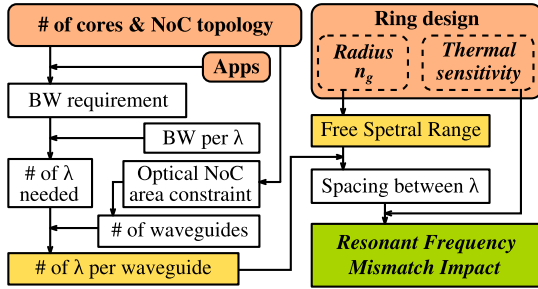 # of cores & NoC topology
Apps
BW requirement
BW per λ
# of λ
needed
Optical NoC
area constraint
# of waveguides
# of λ per waveguide
Ring design
Radius
n_g
Thermal
sensitivity
Free Spetral Range
Spacing between λ
Resonant Frequency
Mismatch Impact